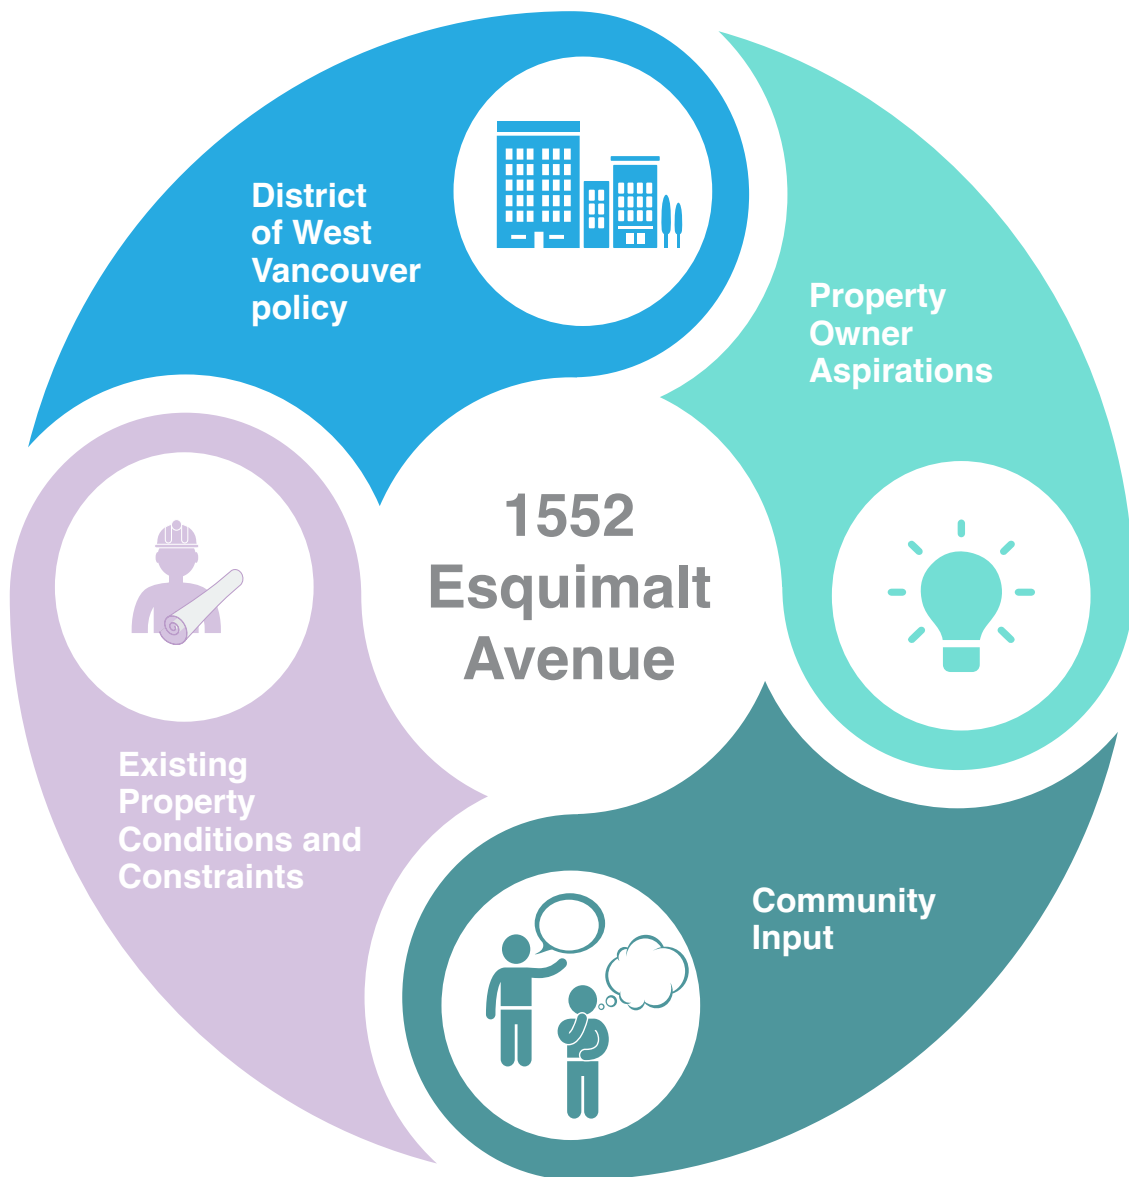 District
of West
Vancouver
policy
Property
Owner
Aspirations
1552
Esquimalt
Avenue
Existing
Property
Conditions and
Constraints
Community
Input